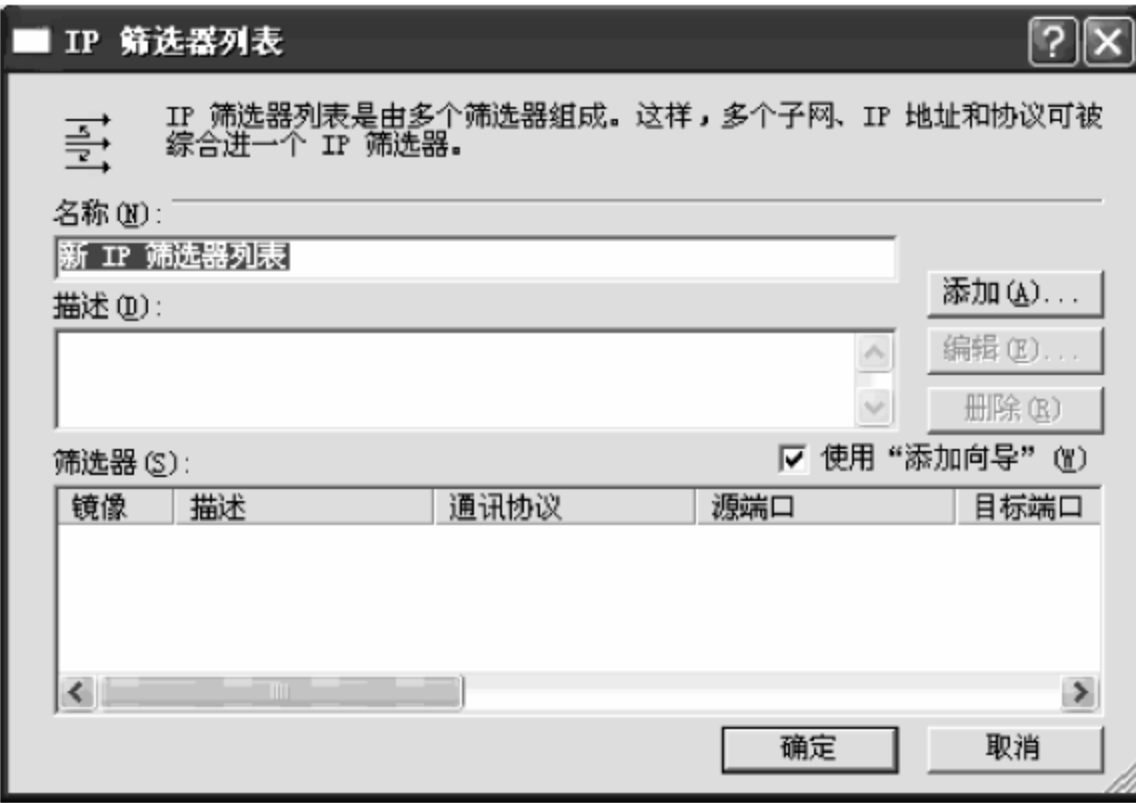 IP 筛选器列表
IP 筛选器列表是由多个筛选器组成。这样，多个子网、IP 地址和协议可被
综合进一个 IP 筛选器。
名称(N):
新 IP 筛选器列表
添加(A)...
描述(D):
编辑(E)...
删除(R)
筛选器(S):
使用“添加向导” (W)
镜像 描述 通讯协议 源端口 目标端口
确定 取消